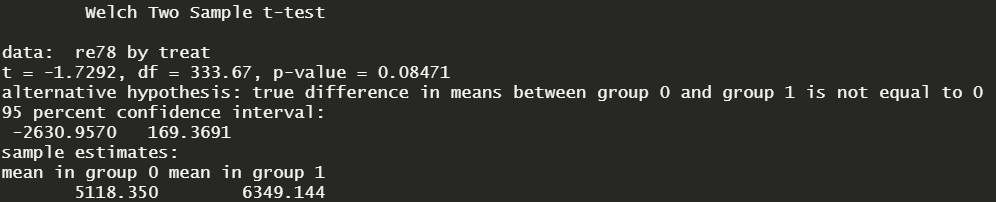 Welch Two Sample t-test
data:  re78 by treat
t = -1.7292, df = 333.67, p-value = 0.08471
alternative hypothesis: true difference in means between group 0 and group 1 is not equal to 0
95 percent confidence interval:
 -2630.9570   169.3691
sample estimates:
mean in group 0 mean in group 1
       5118.350        6349.144